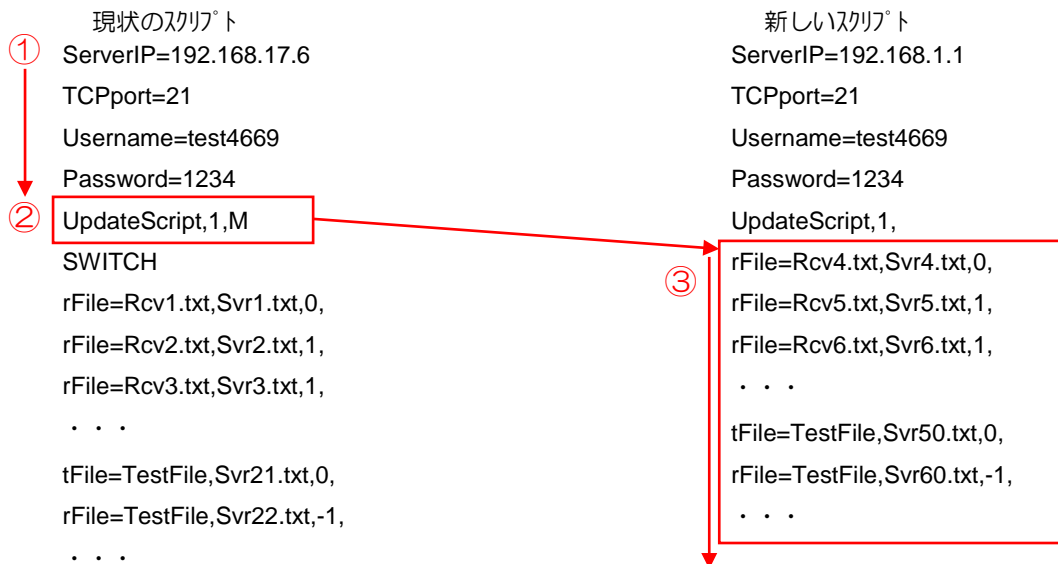 現状のｽｸﾘﾌﾟﾄ
① ServerIP=192.168.17.6
TCPport=21
Username=test4669
Password=1234
② UpdateScript,1,M
SWITCH
rFile=Rcv1.txt,Svr1.txt,0,
rFile=Rcv2.txt,Svr2.txt,1,
rFile=Rcv3.txt,Svr3.txt,1,
・・・
tFile=TestFile,Svr21.txt,0,
rFile=TestFile,Svr22.txt,-1,
・・・
新しいｽｸﾘﾌﾟﾄ
ServerIP=192.168.1.1
TCPport=21
Username=test4669
Password=1234
UpdateScript,1,
③ rFile=Rcv4.txt,Svr4.txt,0,
rFile=Rcv5.txt,Svr5.txt,1,
rFile=Rcv6.txt,Svr6.txt,1,
・・・
tFile=TestFile,Svr50.txt,0,
rFile=TestFile,Svr60.txt,-1,
・・・